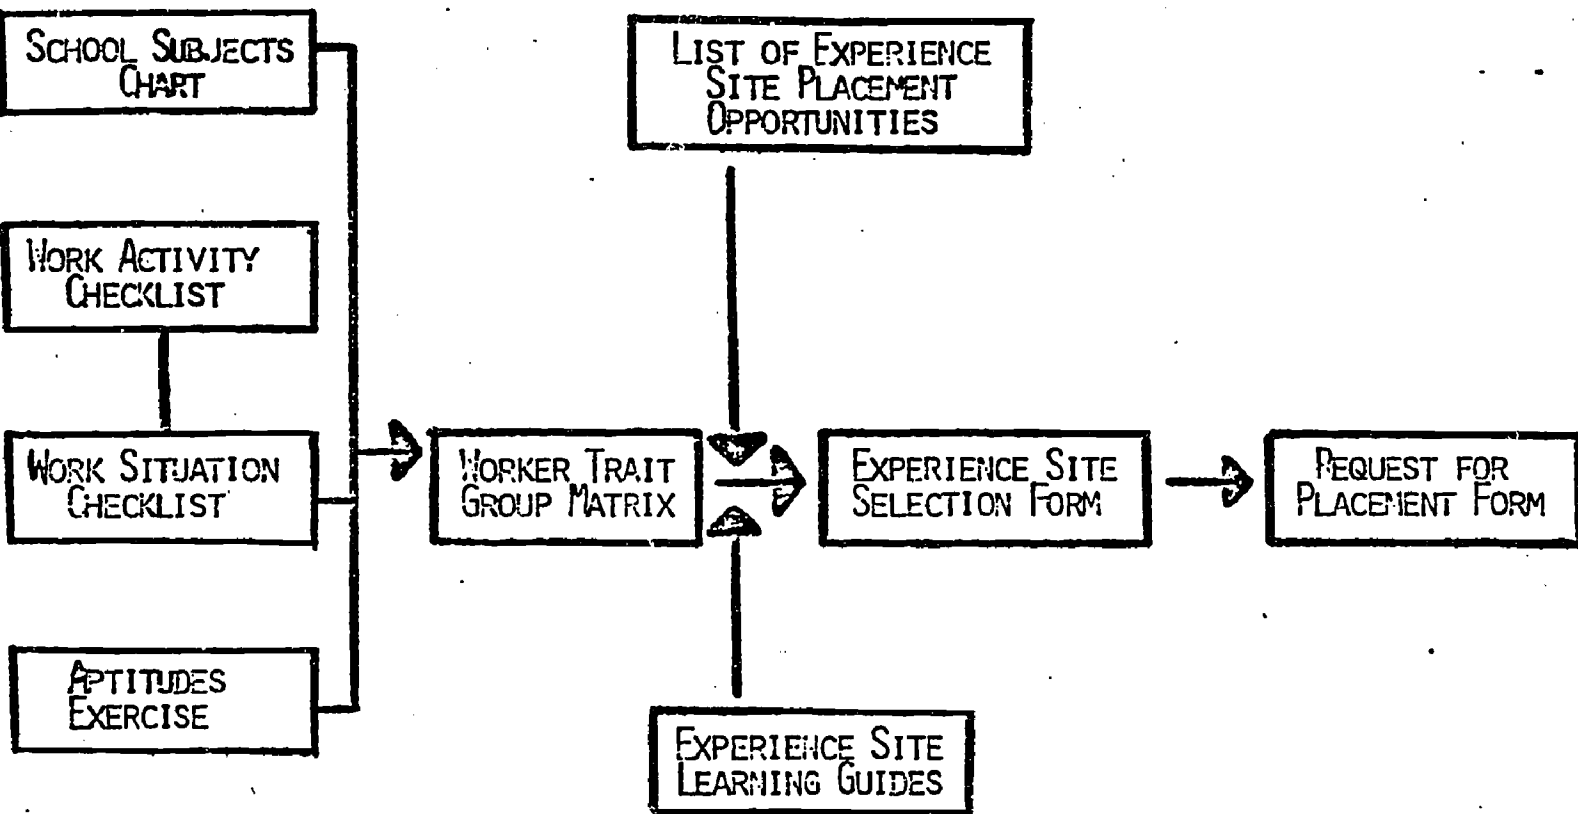 SCHOOL SUBJECTS
CHART
LIST OF EXPERIENCE
SITE PLACEMENT
OPPORTUNITIES
WORK ACTIVITY
CHECKLIST
WORK SITUATION
CHECKLIST
WORKER TRAIT
GROUP MATRIX
EXPERIENCE SITE
SELECTION FORM
REQUEST FOR
PLACEMENT FORM
APTITUDES
EXERCISE
EXPERIENCE SITE
LEARNING GUIDES